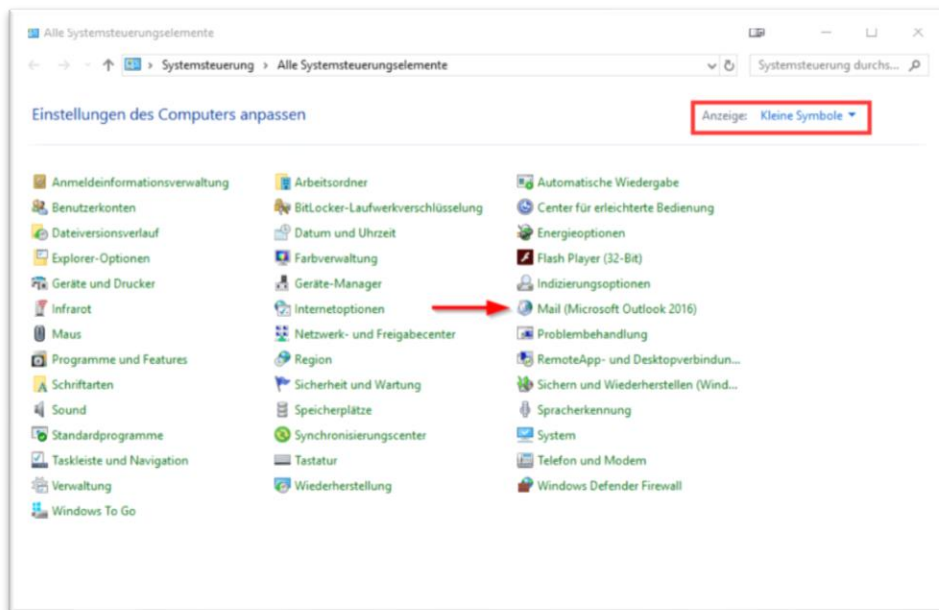 Alle Systemsteuerungselemente
Systemsteuerung › Alle Systemsteuerungselemente
Systemsteuerung durchs...
Einstellungen des Computers anpassen
Anzeige: Kleine Symbole
Anmeldeinformationsverwaltung
Arbeitsordner
Automatische Wiedergabe
Benutzerkonten
BitLocker-Laufwerkverschlüsselung
Center für erleichterte Bedienung
Dateiversionsverlauf
Datum und Uhrzeit
Energieoptionen
Explorer-Optionen
Farbverwaltung
Flash Player (32-Bit)
Geräte und Drucker
Geräte-Manager
Indizierungsoptionen
Infrarot
Internetoptionen
Mail (Microsoft Outlook 2016)
Maus
Netzwerk- und Freigabecenter
Problembehandlung
Programme und Features
Region
RemoteApp- und Desktopverbindun...
Schriftarten
Sicherheit und Wartung
Sichern und Wiederherstellen (Wind...
Sound
Speicherplätze
Spracherkennung
Standardprogramme
Synchronisierungscenter
System
Taskleiste und Navigation
Tastatur
Telefon und Modem
Verwaltung
Wiederherstellung
Windows Defender Firewall
Windows To Go